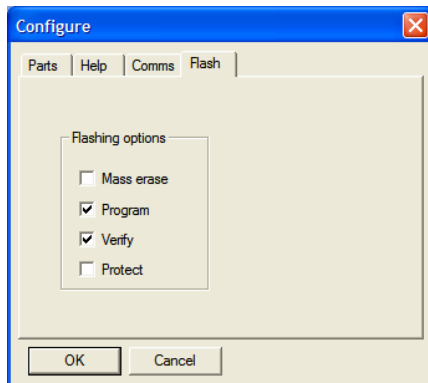 Configure
Parts Help Comms Flash
Flashing options
Mass erase
Program
Verify
Protect
OK Cancel